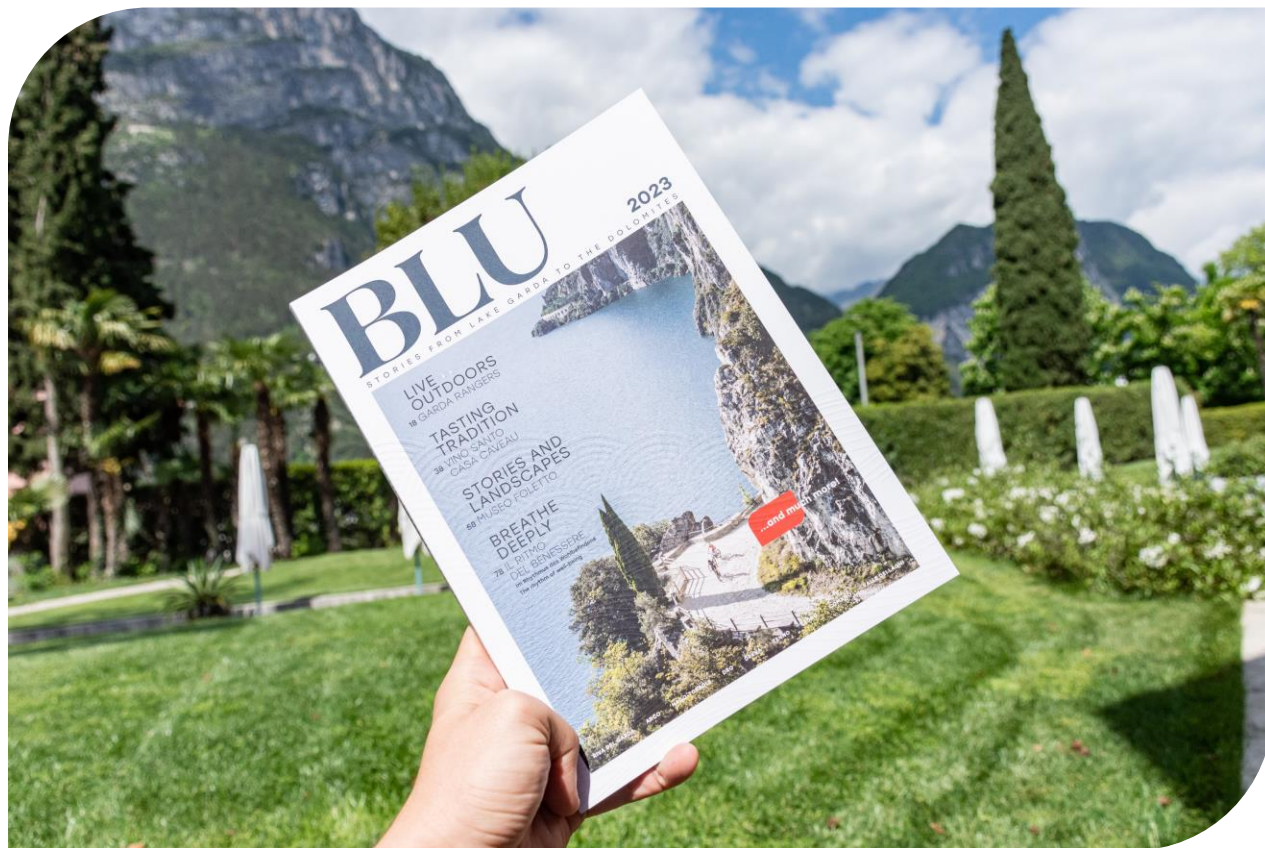 BLU
2023
STORIES FROM LAKE GARDA TO THE DOLOMITES
LIVE
OUTDOORS
18 GARDA RANGERS
TASTING
TRADITION
38 VINO SANTO
CASA CAVEAU
STORIES AND
LANDSCAPES
58 MUSEO FOLETTO
BREATHE
DEEPLY
78 IL RITMO
DEL BENESSERE
The rhythm of well-being
...and much more!